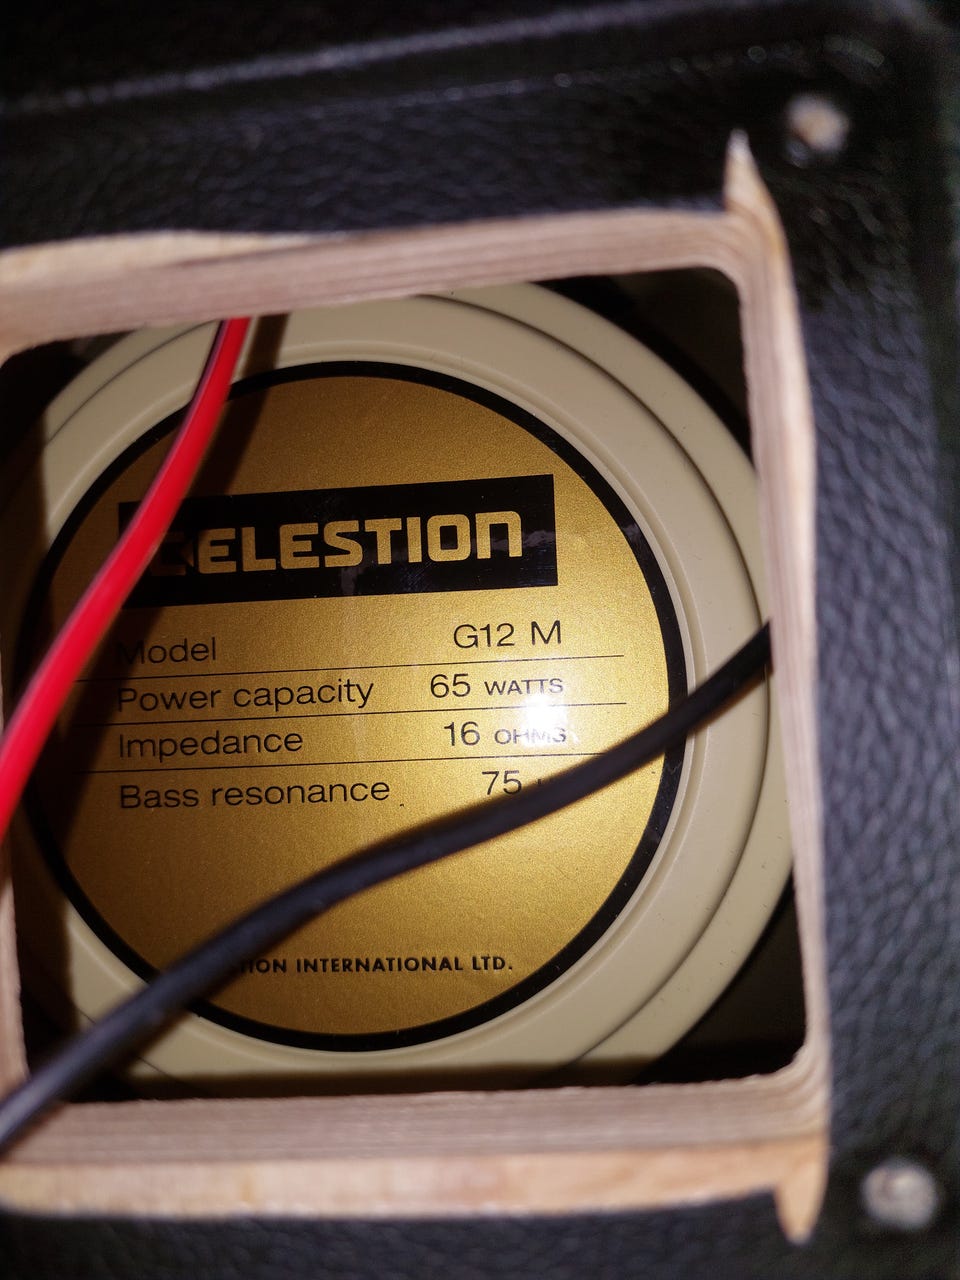 CELESTION
Model G12 M
Power capacity 65 WATTS
Impedance 16 OHMS
Bass resonance 75
INTERNATIONAL LTD.